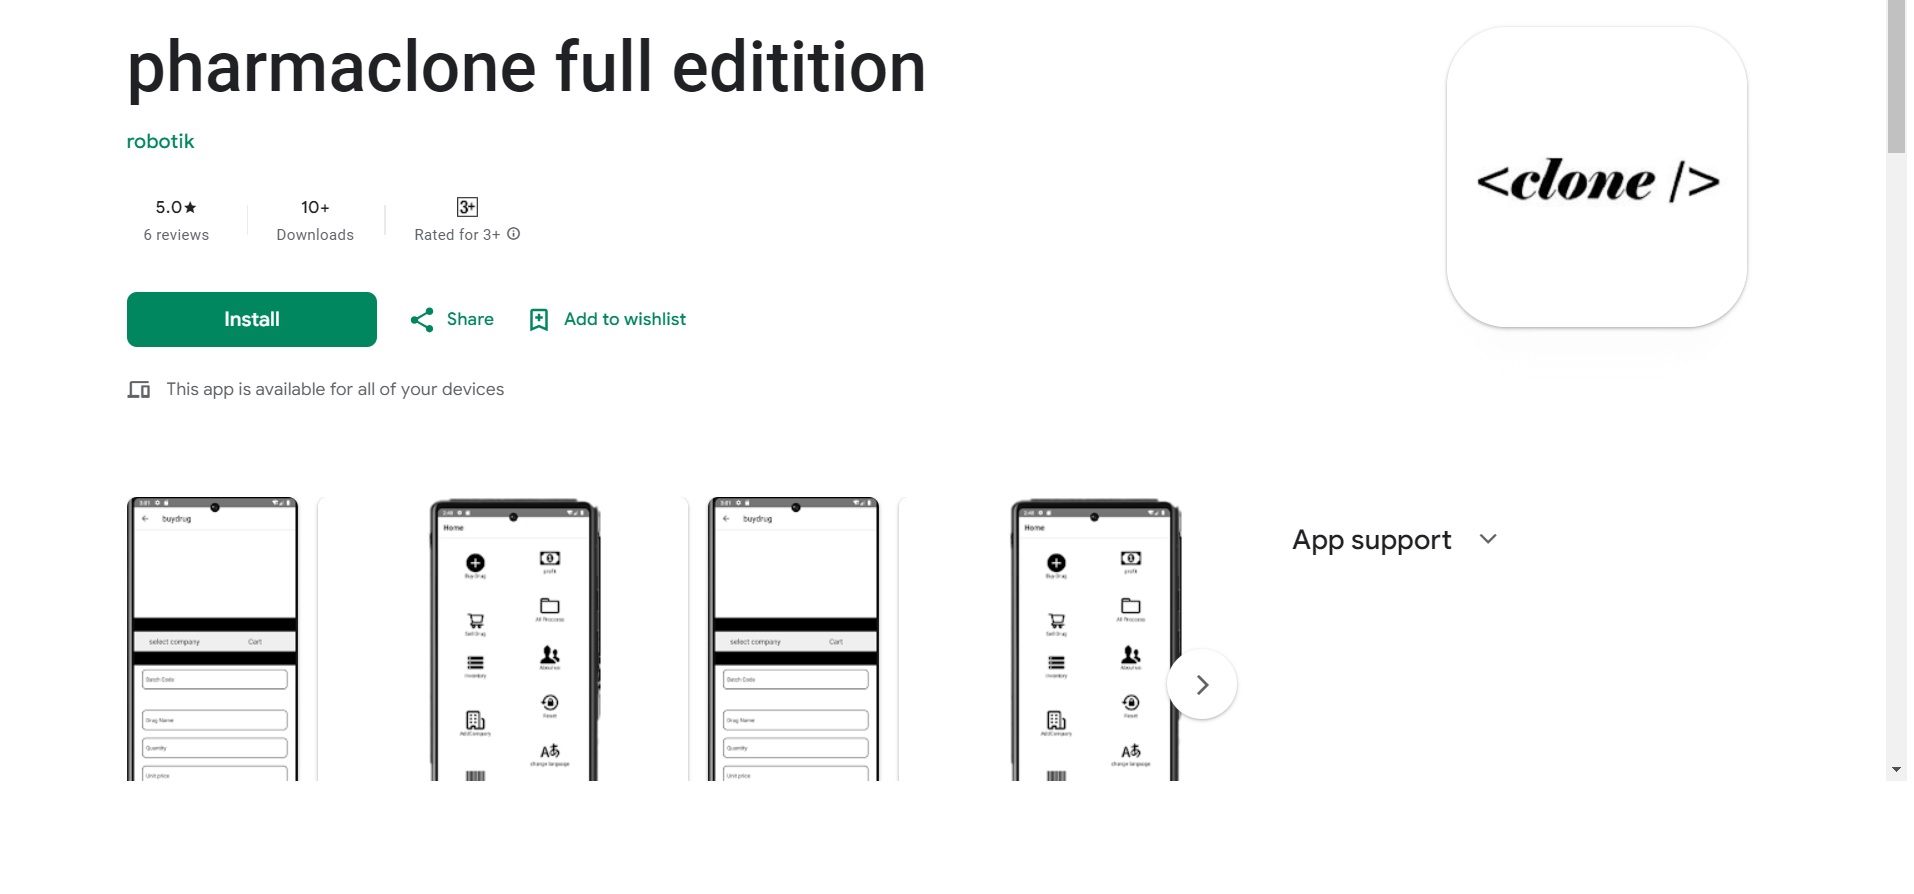 pharmaclone full editition
robotik
<clone />
5.0★
6 reviews
10+
Downloads
3+
Rated for 3+
Install
Share
Add to wishlist
This app is available for all of your devices
buydrug
select company Cart
Batch Code
Drug Name
Quantity
Unit price
Home
Buy Drug
profit
Sell Drug
All Proccess
Inventory
About us
AddCompany
Reset
change language
buydrug
select company Cart
Batch Code
Drug Name
Quantity
Unit price
Home
Buy Drug
profit
Sell Drug
All Proccess
Inventory
About us
AddCompany
Reset
change language
App support